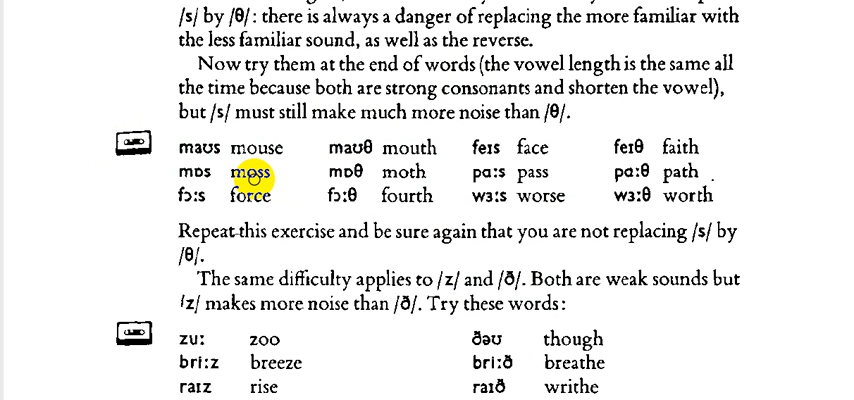 /s/ by /θ/: there is always a danger of replacing the more familiar with
the less familiar sound, as well as the reverse.
Now try them at the end of words (the vowel length is the same all
the time because both are strong consonants and shorten the vowel),
but /s/ must still make much more noise than /θ/.
maʊs mouse maʊθ mouth feɪs face feɪθ faith
mɒs moss mɒθ moth pɑːs pass pɑːθ path
fɔːs force fɔːθ fourth wɜːs worse wɜːθ worth
Repeat this exercise and be sure again that you are not replacing /s/ by
/θ/.
The same difficulty applies to /z/ and /ð/. Both are weak sounds but
/z/ makes more noise than /ð/. Try these words:
zuː zoo ðəʊ though
briːz breeze briːð breathe
raɪz rise raɪð writhe